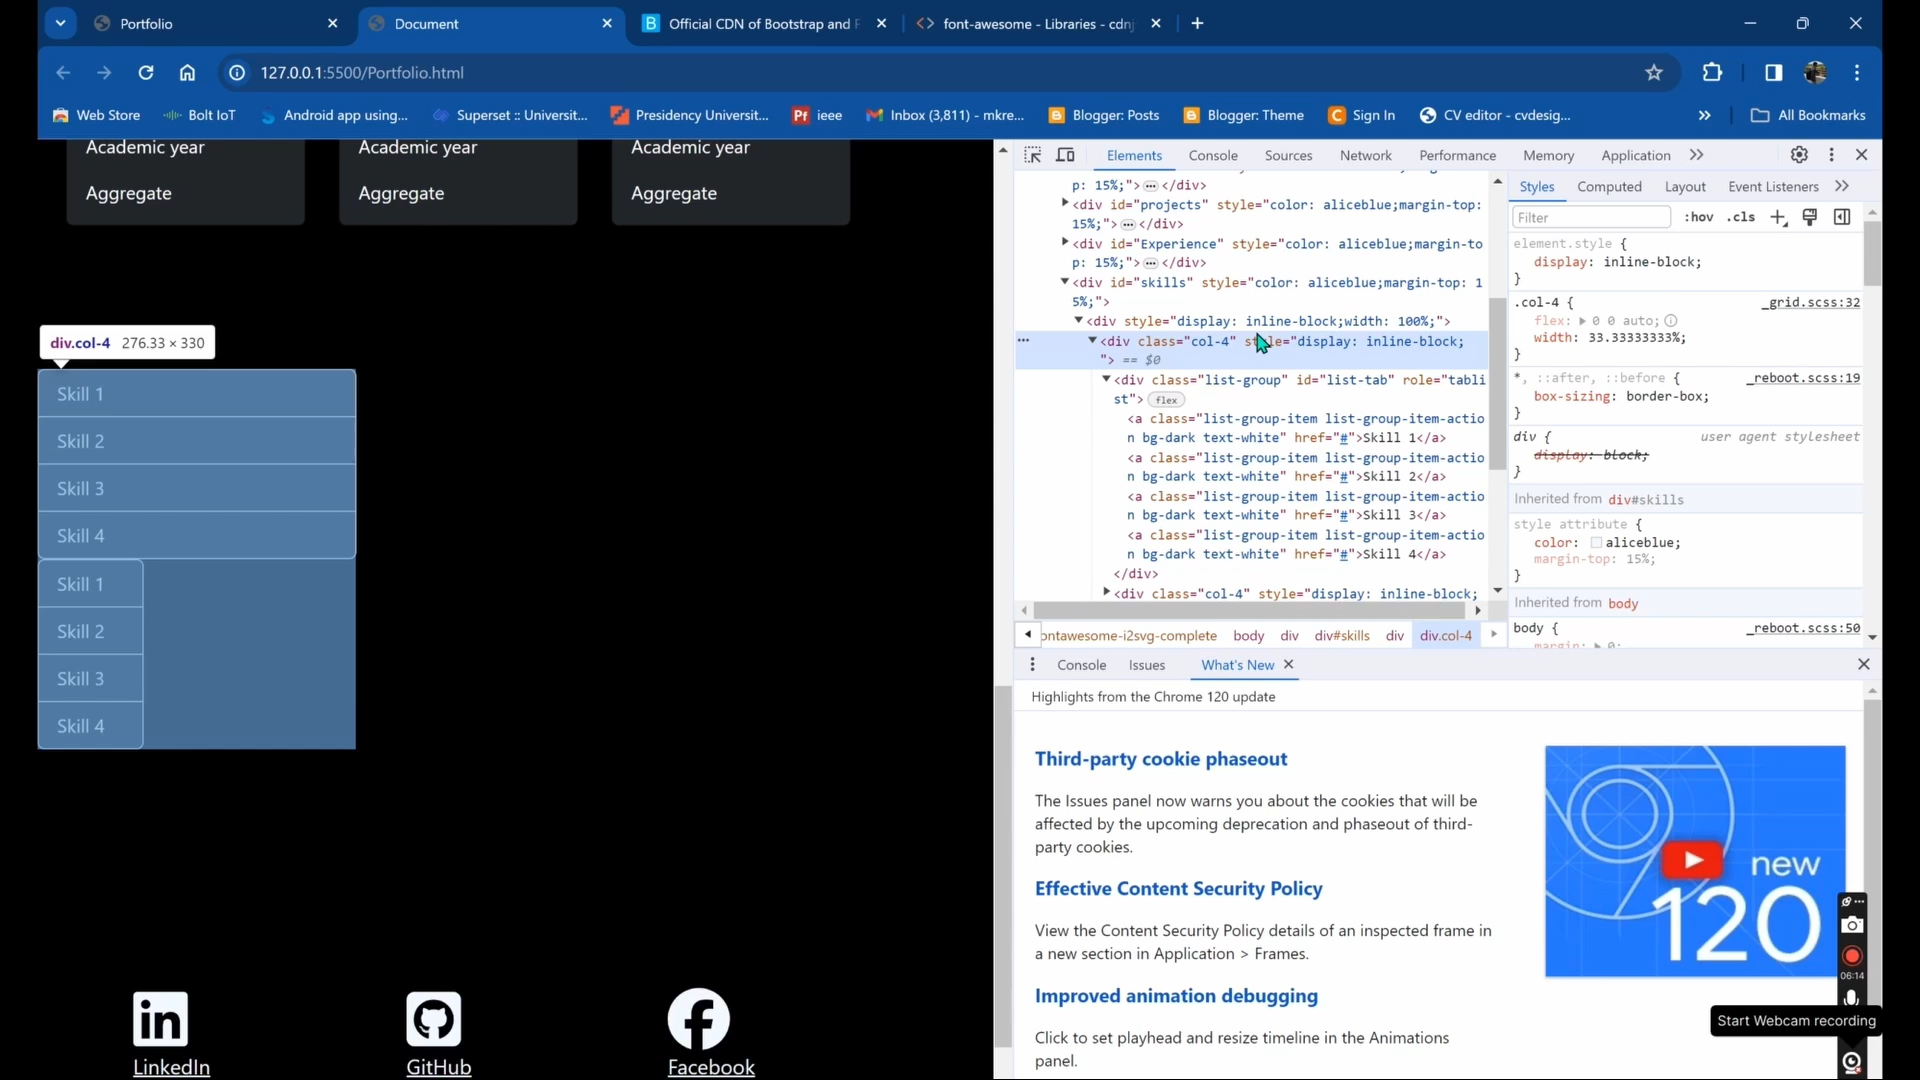 Portfolio
Document
Official CDN of Bootstrap and
font-awesome - Libraries - cdnj
127.0.0.1:5500/Portfolio.html
Web Store
Bolt IoT
Android app using...
Superset :: Universit...
Presidency Universit...
ieee
Inbox (3,811) - mkre...
Blogger: Posts
Blogger: Theme
Sign In
CV editor - cvdesig...
» All Bookmarks
Academic year
Academic year
Academic year
Aggregate
Aggregate
Aggregate
div.col-4 276.33 × 330
Skill 1
Skill 2
Skill 3
Skill 4
Skill 1
Skill 2
Skill 3
Skill 4
LinkedIn
GitHub
Facebook
Elements Console Sources Network Performance Memory Application »
p: 15%;">⋯</div>
<div id="projects" style="color: aliceblue;margin-top:
15%;">⋯</div>
<div id="Experience" style="color: aliceblue;margin-to
p: 15%;">⋯</div>
<div id="skills" style="color: aliceblue;margin-top: 1
5%;">
<div style="display: inline-block;width: 100%;">
<div class="col-4" style="display: inline-block;
"> == $0
<div class="list-group" id="list-tab" role="tabli
st"> flex
<a class="list-group-item list-group-item-actio
n bg-dark text-white" href="#">Skill 1</a>
<a class="list-group-item list-group-item-actio
n bg-dark text-white" href="#">Skill 2</a>
<a class="list-group-item list-group-item-actio
n bg-dark text-white" href="#">Skill 3</a>
<a class="list-group-item list-group-item-actio
n bg-dark text-white" href="#">Skill 4</a>
</div>
<div class="col-4" style="display: inline-block;
ontawesome-i2svg-complete body div div#skills div div.col-4
Styles Computed Layout Event Listeners »
Filter :hov .cls
element.style {
display: inline-block;
}
.col-4 { _grid.scss:32
flex: 0 0 auto;
width: 33.33333333%;
}
*, ::after, ::before { _reboot.scss:19
box-sizing: border-box;
}
div { user agent stylesheet
display: block;
}
Inherited from div#skills
style attribute {
color: aliceblue;
margin-top: 15%;
}
Inherited from body
body { _reboot.scss:50
margin: 0;
Console Issues What's New
Highlights from the Chrome 120 update
Third-party cookie phaseout
The Issues panel now warns you about the cookies that will be
affected by the upcoming deprecation and phaseout of third-
party cookies.
Effective Content Security Policy
View the Content Security Policy details of an inspected frame in
a new section in Application > Frames.
Improved animation debugging
Click to set playhead and resize timeline in the Animations
panel.
new
120
06:14
Start Webcam recording